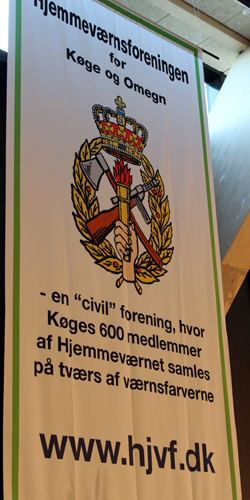 Hjemmeværnsforeningen
for
Køge og Omegn
- en "civil" forening, hvor
Køges 600 medlemmer
af Hjemmeværnet samles
på tværs af værnsfarverne
www.hjvf.dk